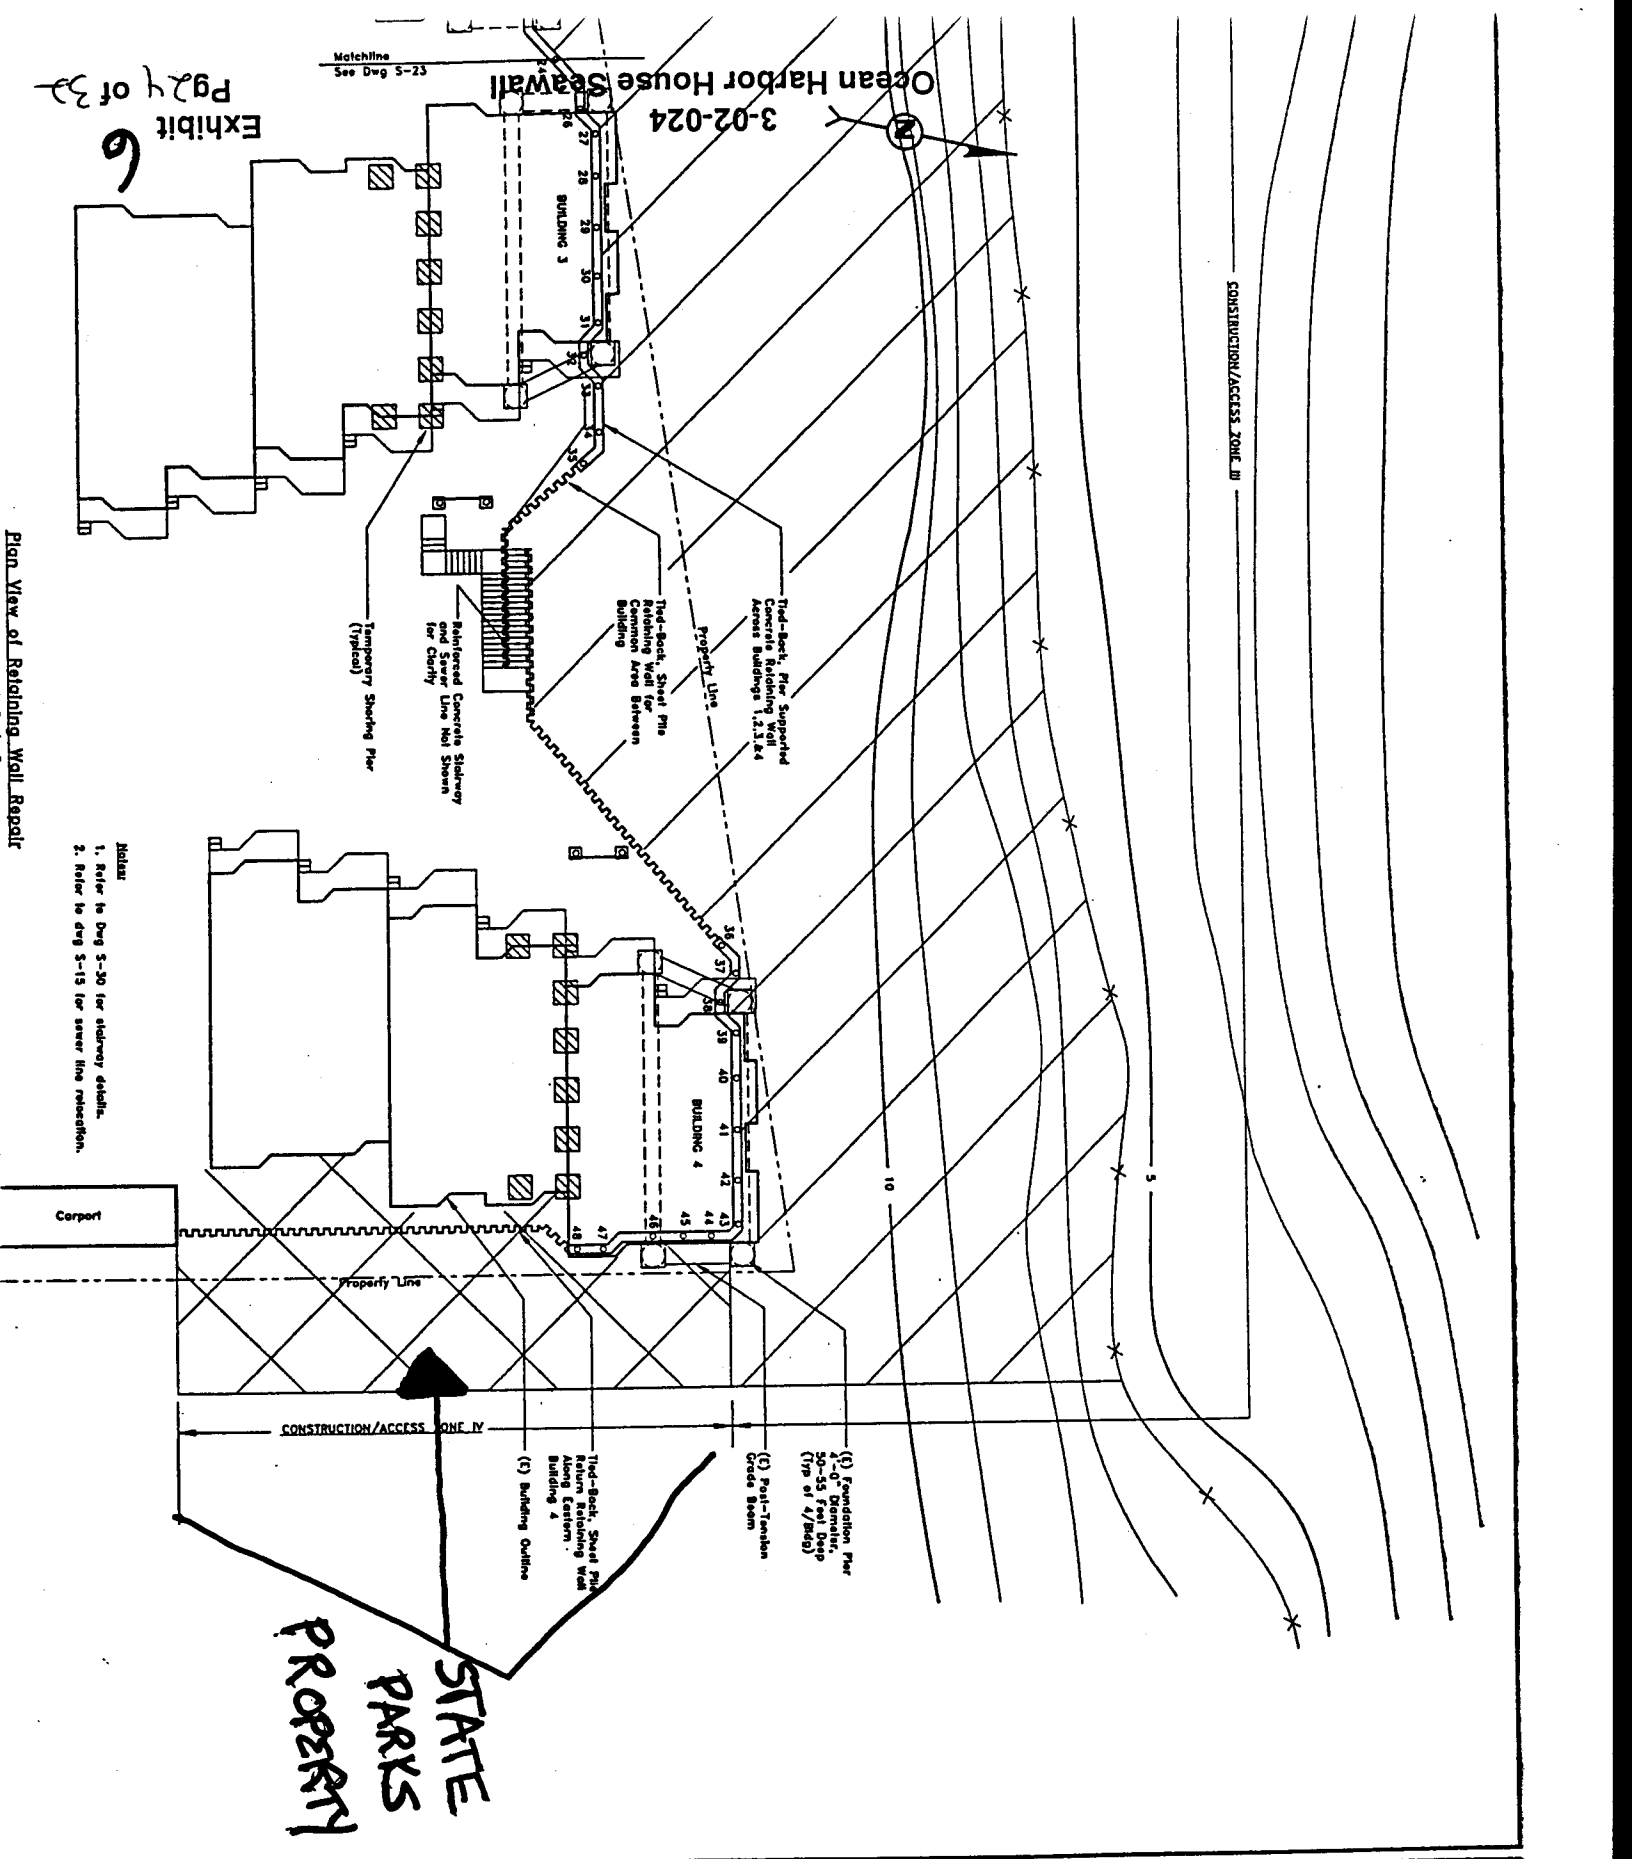 Matchline
See Dwg S-23
Ocean Harbor House Seawall
3-02-024
Exhibit
6
Pg 24 of 32
N
CONSTRUCTION/ACCESS ZONE III
26
27
28
29
30
31
32
33
34
35
BUILDING 3
Tied-Back, Pier Supported
Concrete Retaining Wall
Across Buildings 1,2,3,&4
Property Line
Tied-Back, Sheet Pile
Retaining Wall for
Common Area Between
Building
Reinforced Concrete Stairway
and Sewer Line Not Shown
for Clarity
Temporary Shoring Pier
(Typical)
Plan View of Retaining Wall Repair
Notes:
1. Refer to Dwg S-30 for stairway details.
2. Refer to dwg S-15 for sewer line relocation.
36
37
38
39
40
41
42
43
44
45
46
47
48
BUILDING 4
10
5
Carport
Property Line
CONSTRUCTION/ACCESS ZONE IV
(E) Foundation Pier
4'-0" Diameter,
50-55 Feet Deep
(Typ of 4/Bldg)
(E) Post-Tension
Grade Beam
Tied-Back, Sheet Pile
Return Retaining Wall
Along Eastern
Building 4
(E) Building Outline
STATE
PARKS
PROPERTY